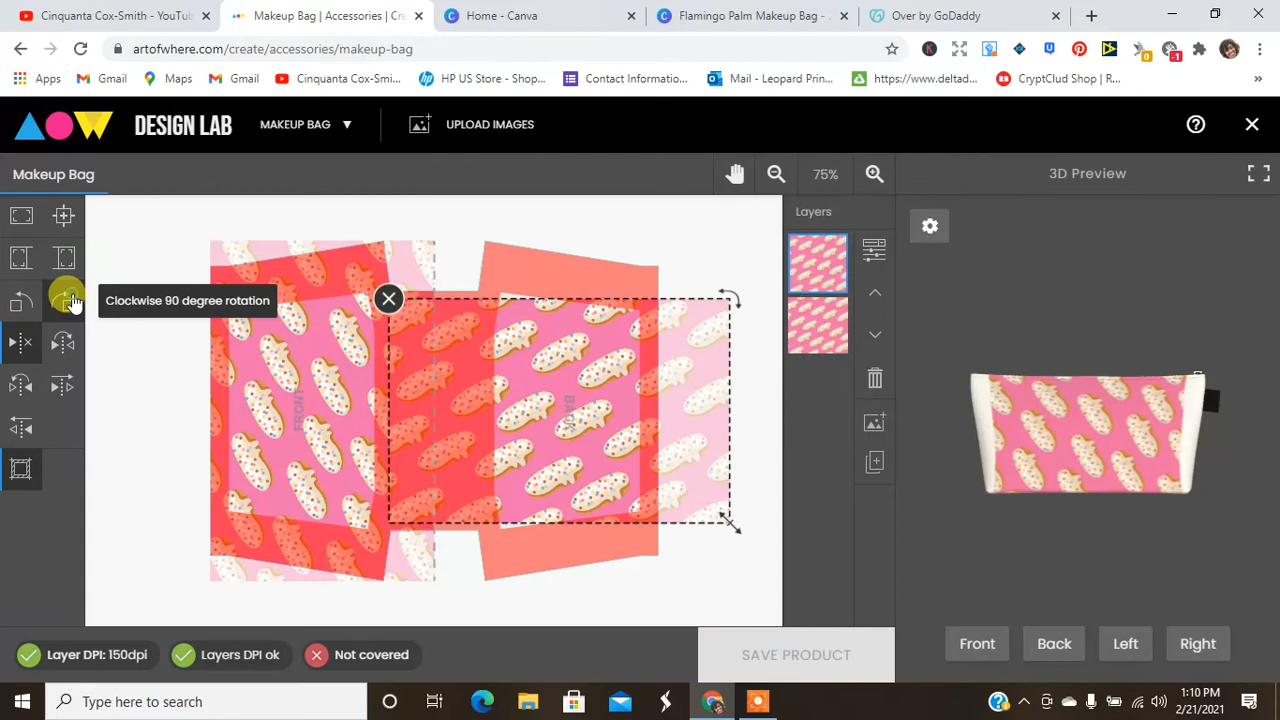 Cinquanta Cox-Smith - YouTub
Makeup Bag | Accessories | Cre
Home - Canva
Flamingo Palm Makeup Bag -
Over by GoDaddy
artofwhere.com/create/accessories/makeup-bag
Apps
Gmail
Maps
Gmail
Cinquanta Cox-Smi...
HP US Store - Shop...
Contact Informatio...
Mail - Leopard Prin...
https://www.deltad...
CryptClud Shop | R...
AOW DESIGN LAB
MAKEUP BAG
UPLOAD IMAGES
Makeup Bag
75%
3D Preview
Layers
Clockwise 90 degree rotation
FRONT
BACK
Layer DPI: 150dpi
Layers DPI ok
Not covered
SAVE PRODUCT
Front
Back
Left
Right
Type here to search
1:10 PM
2/21/2021